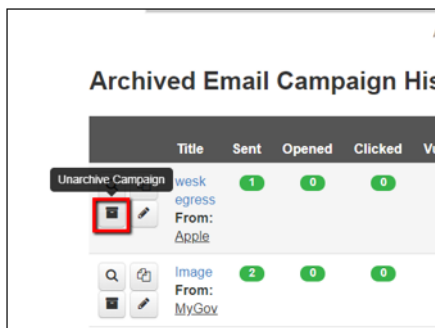 Archived Email Campaign His
Title Sent Opened Clicked
Unarchive Campaign
wesk 1 0 0
egress
From:
Apple
Image 2 0 0
From:
MyGov